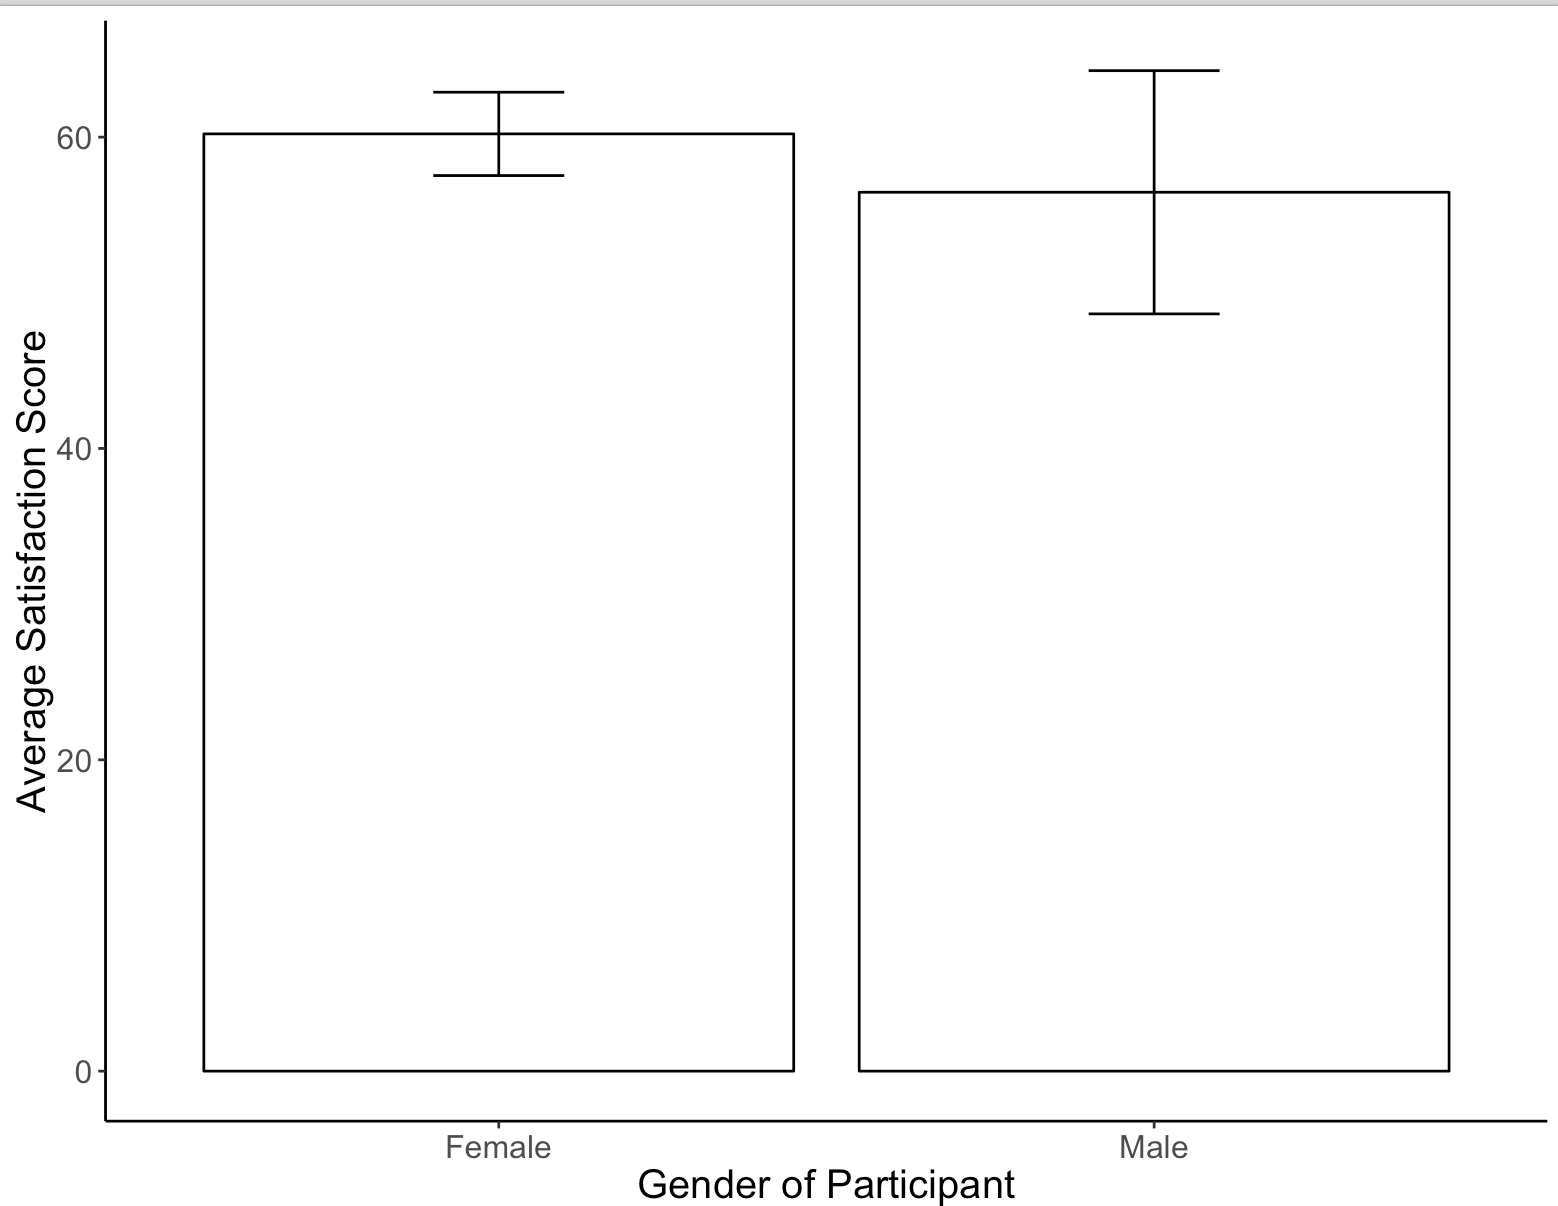 Average Satisfaction Score
60
40
20
0
Female
Male
Gender of Participant